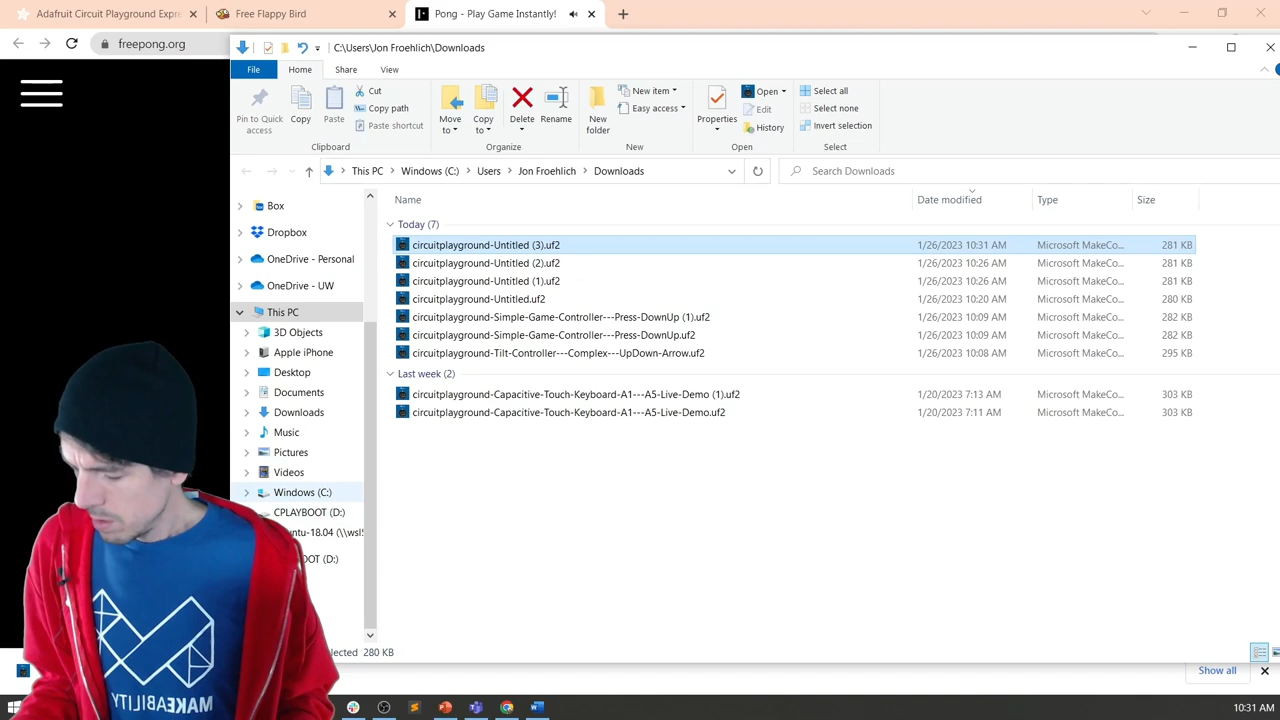 Adafruit Circuit Playground Expre
Free Flappy Bird
Pong - Play Game Instantly!
freepong.org
C:\Users\Jon Froehlich\Downloads
File
Home
Share
View
Pin to Quick access
Copy
Paste
Cut
Copy path
Paste shortcut
Move to
Copy to
Delete
Rename
New folder
New item
Easy access
Properties
Open
Edit
History
Select all
Select none
Invert selection
Clipboard
Organize
New
Open
Select
This PC
Windows (C:)
Users
Jon Froehlich
Downloads
Search Downloads
Name
Date modified
Type
Size
Box
Dropbox
OneDrive - Personal
OneDrive - UW
This PC
3D Objects
Apple iPhone
Desktop
Documents
Downloads
Music
Pictures
Videos
Windows (C:)
CPLAYBOOT (D:)
untu-18.04 (\\wsl
OOT (D:)
Today (7)
circuitplayground-Untitled (3).uf2 1/26/2023 10:31 AM Microsoft MakeCo... 281 KB
circuitplayground-Untitled (2).uf2 1/26/2023 10:26 AM Microsoft MakeCo... 281 KB
circuitplayground-Untitled (1).uf2 1/26/2023 10:26 AM Microsoft MakeCo... 281 KB
circuitplayground-Untitled.uf2 1/26/2023 10:20 AM Microsoft MakeCo... 280 KB
circuitplayground-Simple-Game-Controller---Press-DownUp (1).uf2 1/26/2023 10:09 AM Microsoft MakeCo... 282 KB
circuitplayground-Simple-Game-Controller---Press-DownUp.uf2 1/26/2023 10:09 AM Microsoft MakeCo... 282 KB
circuitplayground-Tilt-Controller---Complex---UpDown-Arrow.uf2 1/26/2023 10:08 AM Microsoft MakeCo... 295 KB
Last week (2)
circuitplayground-Capacitive-Touch-Keyboard-A1---A5-Live-Demo (1).uf2 1/20/2023 7:13 AM Microsoft MakeCo... 303 KB
circuitplayground-Capacitive-Touch-Keyboard-A1---A5-Live-Demo.uf2 1/20/2023 7:11 AM Microsoft MakeCo... 303 KB
lected 280 KB
Show all
MAKEABILITY
10:31 AM